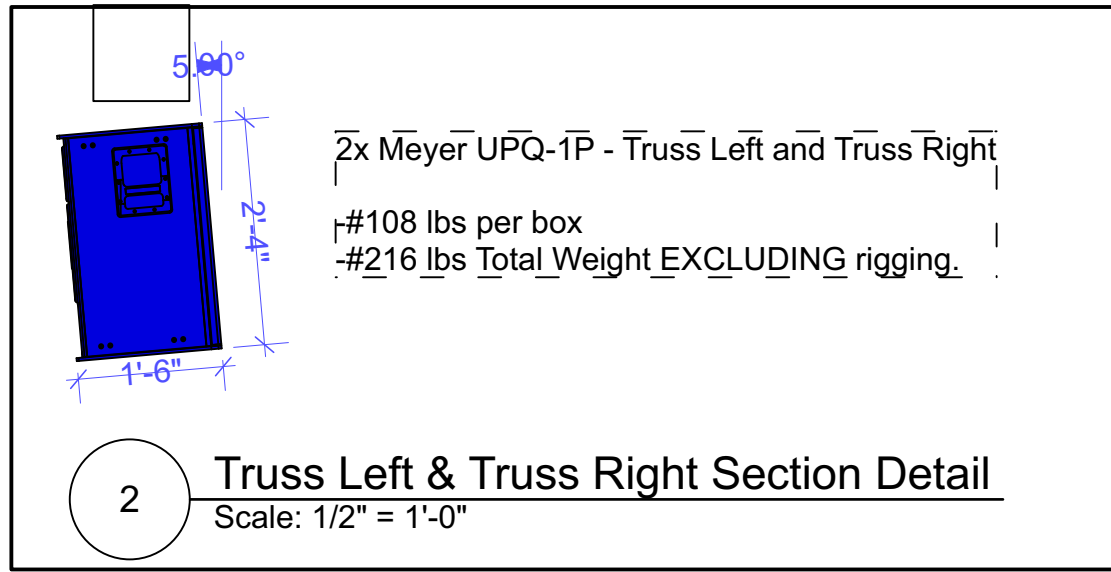 5.00°
2x Meyer UPQ-1P - Truss Left and Truss Right
2'-4"
-#108 lbs per box
-#216 lbs Total Weight EXCLUDING rigging.
1'-6"
2
Truss Left & Truss Right Section Detail
Scale: 1/2" = 1'-0"